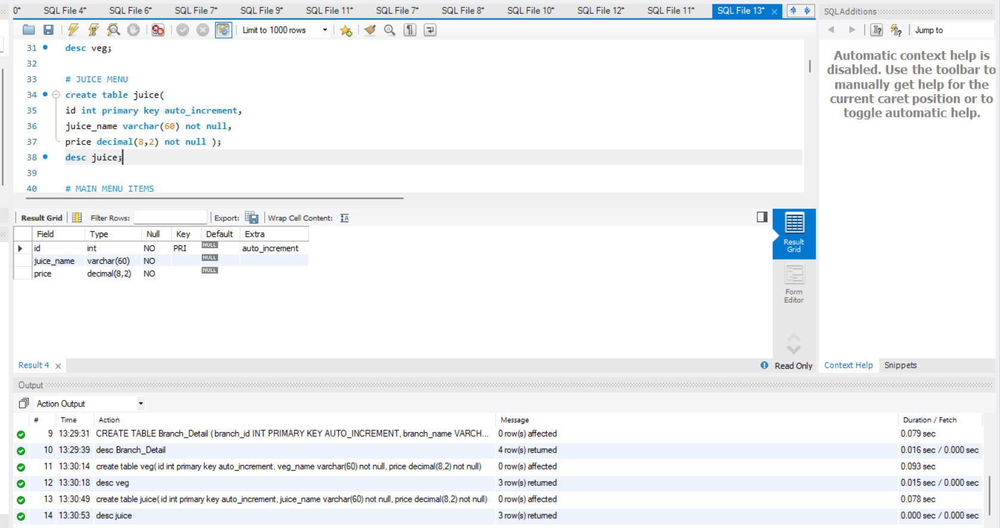 0*  SQL File 4*  SQL File 6*  SQL File 7*  SQL File 9*  SQL File 11*  SQL File 7*  SQL File 8*  SQL File 10*  SQL File 12*  SQL File 11*  SQL File 13*
Limit to 1000 rows
31 desc veg;
32
33 # JUICE MENU
34 create table juice(
35 id int primary key auto_increment,
36 juice_name varchar(60) not null,
37 price decimal(8,2) not null );
38 desc juice;
39
40 # MAIN MENU ITEMS
SQLAdditions
Jump to
Automatic context help is
disabled. Use the toolbar to
manually get help for the
current caret position or to
toggle automatic help.
Result Grid  Filter Rows:  Export:  Wrap Cell Content:
Field  Type  Null  Key  Default  Extra
id  int  NO  PRI  NULL  auto_increment
juice_name  varchar(60)  NO  NULL
price  decimal(8,2)  NO  NULL
Result
Grid
Form
Editor
Result 4
Read Only
Context Help  Snippets
Output
Action Output
#  Time  Action  Message  Duration / Fetch
9  13:29:31  CREATE TABLE Branch_Detail ( branch_id INT PRIMARY KEY AUTO_INCREMENT, branch_name VARCH...  0 row(s) affected  0.079 sec
10  13:29:39  desc Branch_Detail  4 row(s) returned  0.016 sec / 0.000 sec
11  13:30:14  create table veg( id int primary key auto_increment, veg_name varchar(60) not null, price decimal(8,2) not null)  0 row(s) affected  0.093 sec
12  13:30:18  desc veg  3 row(s) returned  0.015 sec / 0.000 sec
13  13:30:49  create table juice( id int primary key auto_increment, juice_name varchar(60) not null, price decimal(8,2) not null)  0 row(s) affected  0.078 sec
14  13:30:53  desc juice  3 row(s) returned  0.000 sec / 0.000 sec